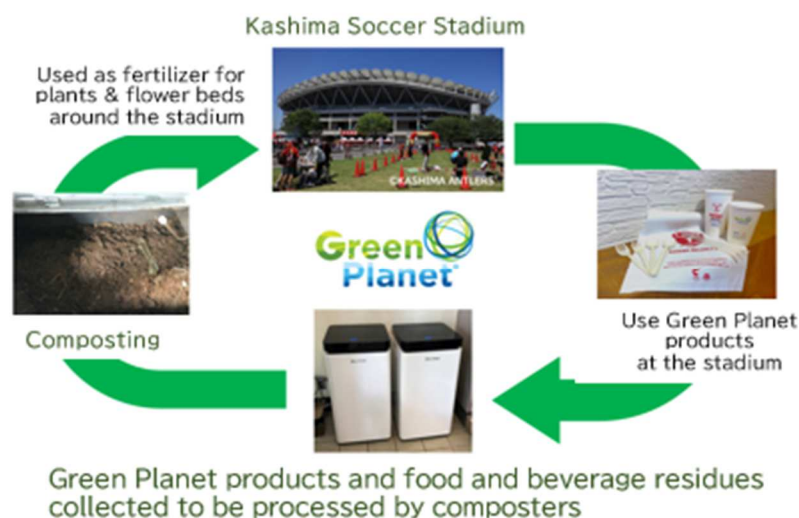 Kashima Soccer Stadium
Used as fertilizer for
plants & flower beds
around the stadium
©KASHIMA ANTLERS
Green
Planet
Composting
Use Green Planet
products
at the stadium
Green Planet products and food and beverage residues
collected to be processed by composters